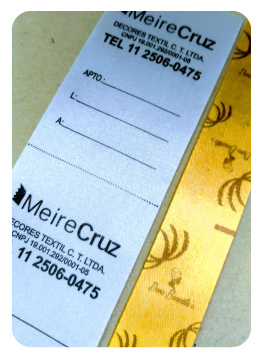 MeireCruz
DECORES TEXTIL C. T. LTDA.
CNPJ 19.001.292/0001-05
TEL 11 2506-0475
APTO.:
L:
A:
MeireCruz
DECORES TEXTIL C. T. LTDA.
CNPJ 19.001.292/0001-05
11 2506-0475